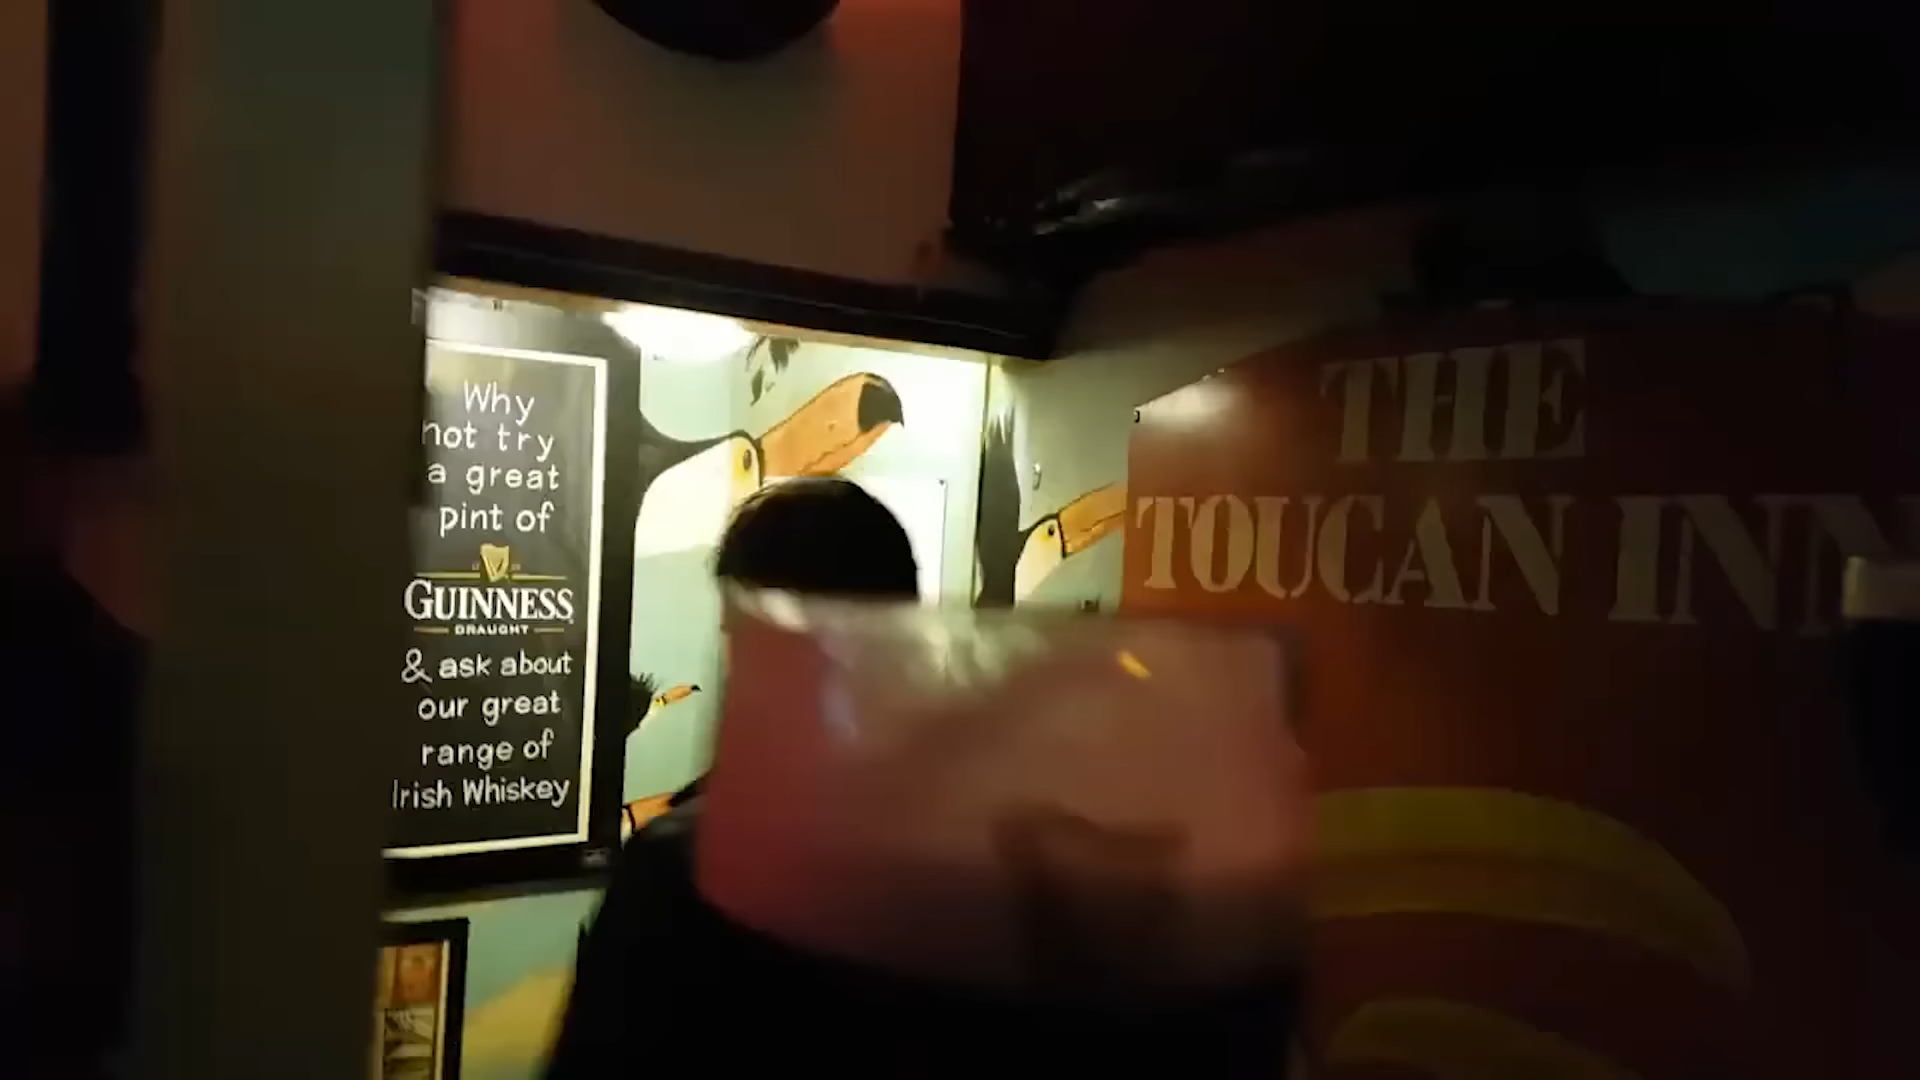 Why
not try
a great
pint of
GUINNESS
DRAUGHT
& ask about
our great
range of
Irish Whiskey
THE
TOUCAN INN